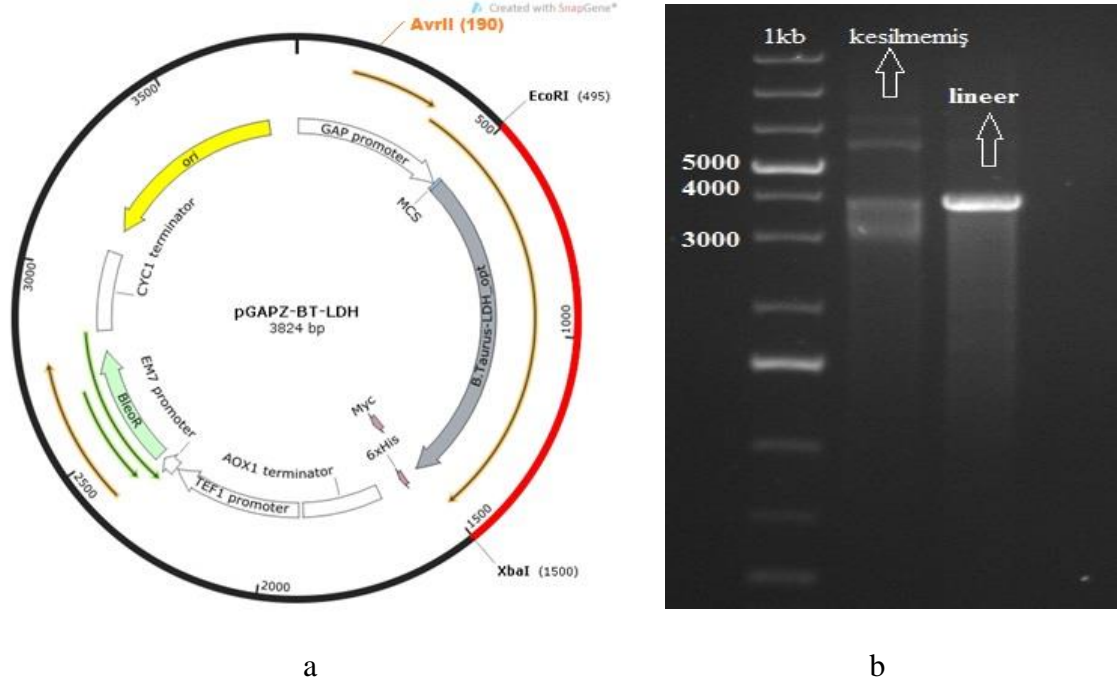 Created with SnapGene®
AvrII (190)
EcoRI (495)
500
1000
1500
XbaI (1500)
2000
2500
3000
3500
GAP promoter
MCS
B.Taurus-LDH_opt
Myc
6xHis
AOX1 terminator
TEF1 promoter
EM7 promoter
BleoR
CYC1 terminator
ori
pGAPZ-BT-LDH
3824 bp
a
1kb
kesilmemiş
lineer
5000
4000
3000
b